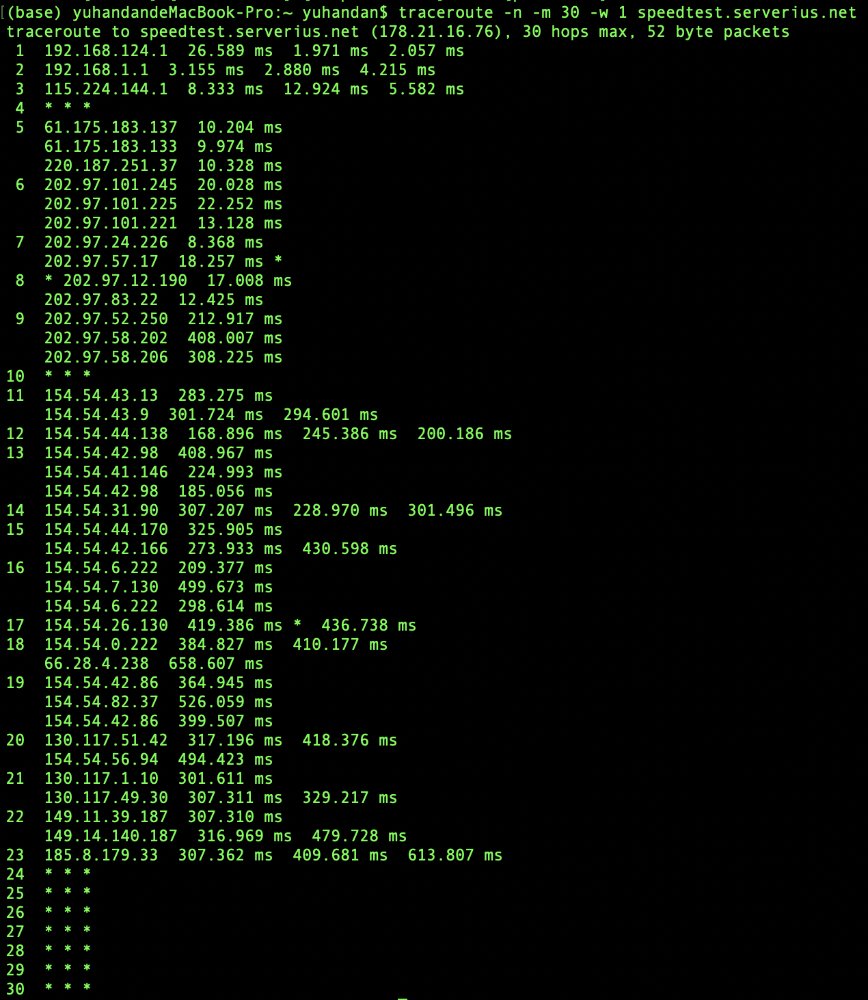 (base) yuhandandeMacBook-Pro:~ yuhandan$ traceroute -n -m 30 -w 1 speedtest.serverius.net
traceroute to speedtest.serverius.net (178.21.16.76), 30 hops max, 52 byte packets
 1  192.168.124.1  26.589 ms  1.971 ms  2.057 ms
 2  192.168.1.1  3.155 ms  2.880 ms  4.215 ms
 3  115.224.144.1  8.333 ms  12.924 ms  5.582 ms
 4  * * *
 5  61.175.183.137  10.204 ms
    61.175.183.133  9.974 ms
    220.187.251.37  10.328 ms
 6  202.97.101.245  20.028 ms
    202.97.101.225  22.252 ms
    202.97.101.221  13.128 ms
 7  202.97.24.226  8.368 ms
    202.97.57.17  18.257 ms *
 8  * 202.97.12.190  17.008 ms
    202.97.83.22  12.425 ms
 9  202.97.52.250  212.917 ms
    202.97.58.202  408.007 ms
    202.97.58.206  308.225 ms
10  * * *
11  154.54.43.13  283.275 ms
    154.54.43.9  301.724 ms  294.601 ms
12  154.54.44.138  168.896 ms  245.386 ms  200.186 ms
13  154.54.42.98  408.967 ms
    154.54.41.146  224.993 ms
    154.54.42.98  185.056 ms
14  154.54.31.90  307.207 ms  228.970 ms  301.496 ms
15  154.54.44.170  325.905 ms
    154.54.42.166  273.933 ms  430.598 ms
16  154.54.6.222  209.377 ms
    154.54.7.130  499.673 ms
    154.54.6.222  298.614 ms
17  154.54.26.130  419.386 ms *  436.738 ms
18  154.54.0.222  384.827 ms  410.177 ms
    66.28.4.238  658.607 ms
19  154.54.42.86  364.945 ms
    154.54.82.37  526.059 ms
    154.54.42.86  399.507 ms
20  130.117.51.42  317.196 ms  418.376 ms
    154.54.56.94  494.423 ms
21  130.117.1.10  301.611 ms
    130.117.49.30  307.311 ms  329.217 ms
22  149.11.39.187  307.310 ms
    149.14.140.187  316.969 ms  479.728 ms
23  185.8.179.33  307.362 ms  409.681 ms  613.807 ms
24  * * *
25  * * *
26  * * *
27  * * *
28  * * *
29  * * *
30  * * *